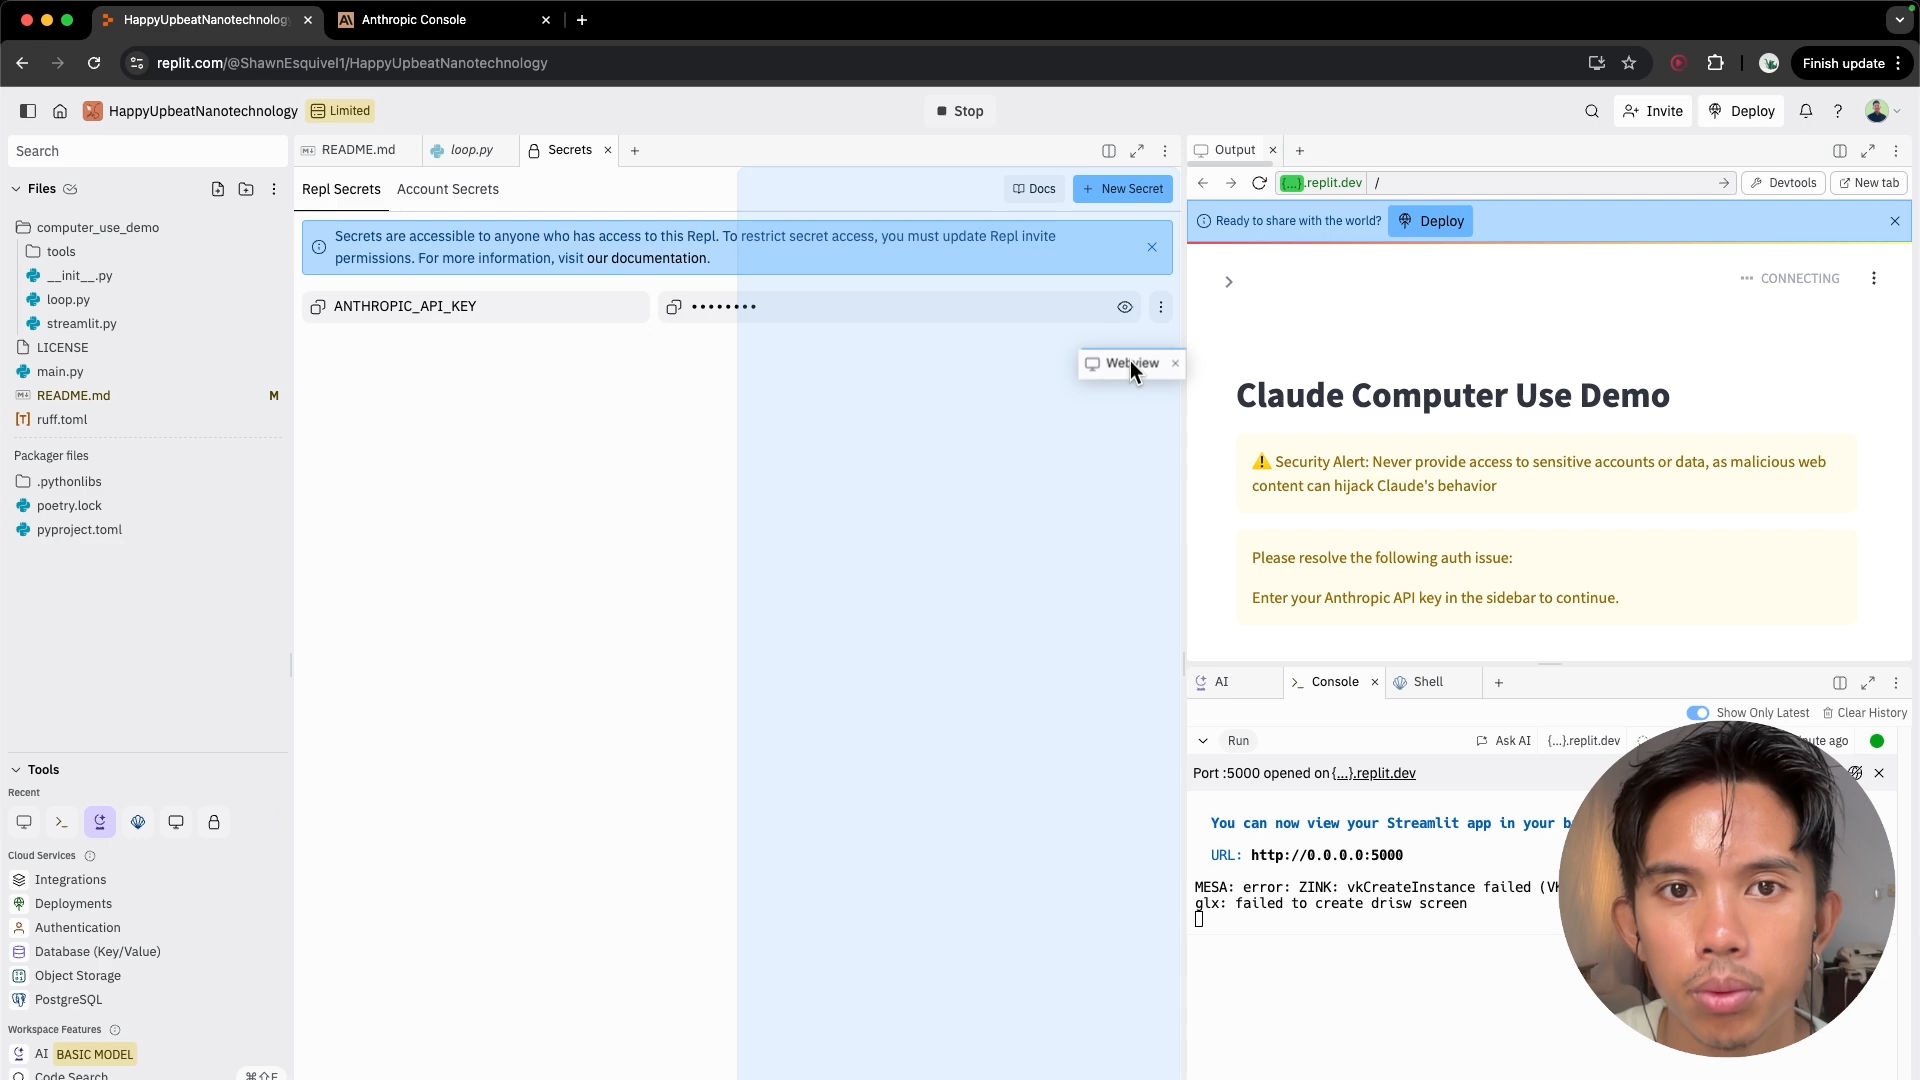 HappyUpbeatNanotechnology
Anthropic Console
replit.com/@ShawnEsquivel1/HappyUpbeatNanotechnology
Finish update
HappyUpbeatNanotechnology
Limited
Stop
Invite
Deploy
Search
README.md
loop.py
Secrets
Output
Files
Repl Secrets
Account Secrets
Docs
New Secret
{...}.replit.dev
/
Devtools
New tab
Secrets are accessible to anyone who has access to this Repl. To restrict secret access, you must update Repl invite
permissions. For more information, visit our documentation.
Ready to share with the world?
Deploy
computer_use_demo
tools
__init__.py
loop.py
streamlit.py
LICENSE
main.py
README.md
M
ruff.toml
Packager files
.pythonlibs
poetry.lock
pyproject.toml
ANTHROPIC_API_KEY
••••••••
Webview
CONNECTING
Claude Computer Use Demo
Security Alert: Never provide access to sensitive accounts or data, as malicious web
content can hijack Claude's behavior
Please resolve the following auth issue:
Enter your Anthropic API key in the sidebar to continue.
AI
Console
Shell
Show Only Latest
Clear History
Run
Ask AI
{...}.replit.dev
ago
Port :5000 opened on {...}.replit.dev
You can now view your Streamlit app in your
URL: http://0.0.0.0:5000
MESA: error: ZINK: vkCreateInstance failed
glx: failed to create drisw screen
Tools
Recent
Cloud Services
Integrations
Deployments
Authentication
Database (Key/Value)
Object Storage
PostgreSQL
Workspace Features
AI
BASIC MODEL
Code Search